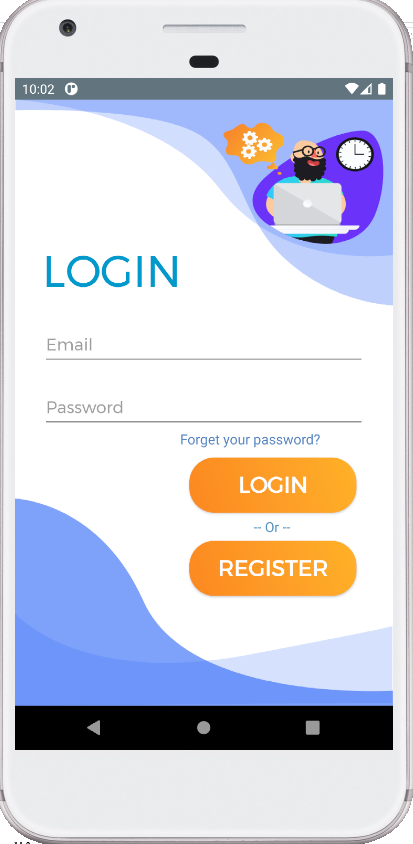 10:02
LOGIN
Email
Password
Forget your password?
LOGIN
-- Or --
REGISTER